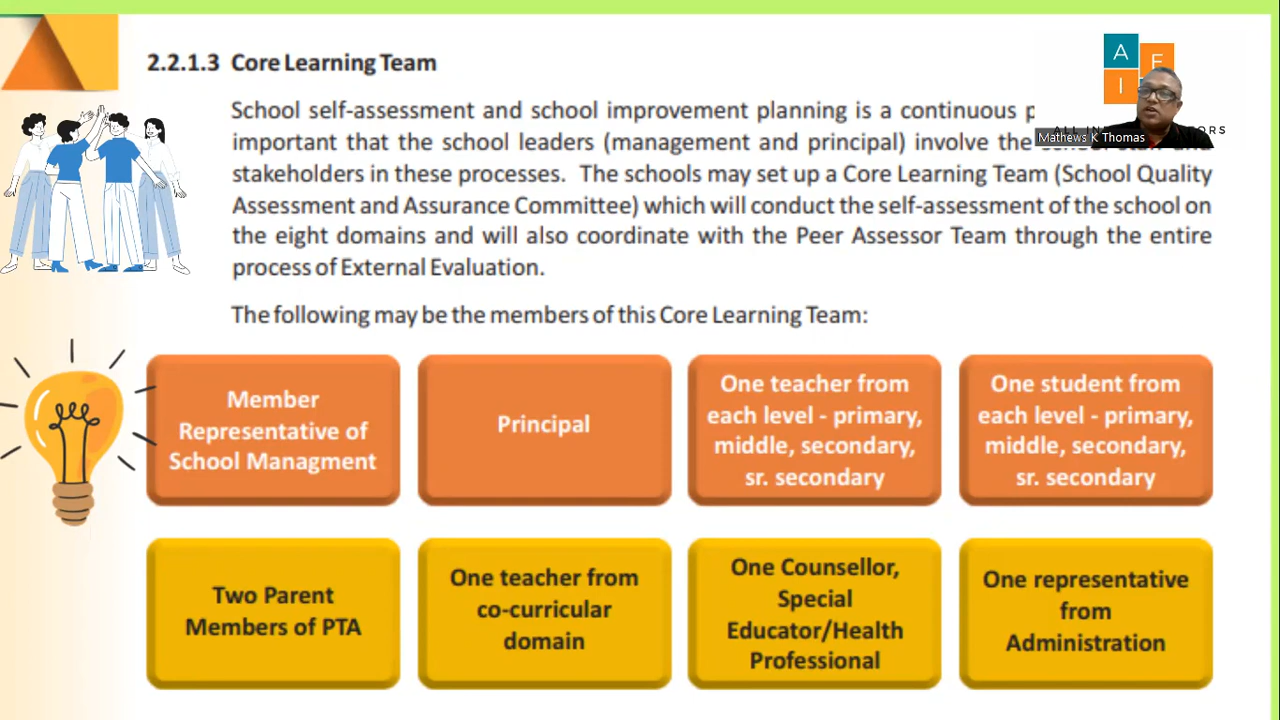 2.2.1.3 Core Learning Team
A
E
I
School self-assessment and school improvement planning is a continuous
Mathews K Thomas
important that the school leaders (management and principal) involve the
stakeholders in these processes. The schools may set up a Core Learning Team (School Quality
Assessment and Assurance Committee) which will conduct the self-assessment of the school on
the eight domains and will also coordinate with the Peer Assessor Team through the entire
process of External Evaluation.
The following may be the members of this Core Learning Team:
Member
Representative of
School Managment
Principal
One teacher from
each level - primary,
middle, secondary,
sr. secondary
One student from
each level - primary,
middle, secondary,
sr. secondary
Two Parent
Members of PTA
One teacher from
co-curricular
domain
One Counsellor,
Special
Educator/Health
Professional
One representative
from
Administration